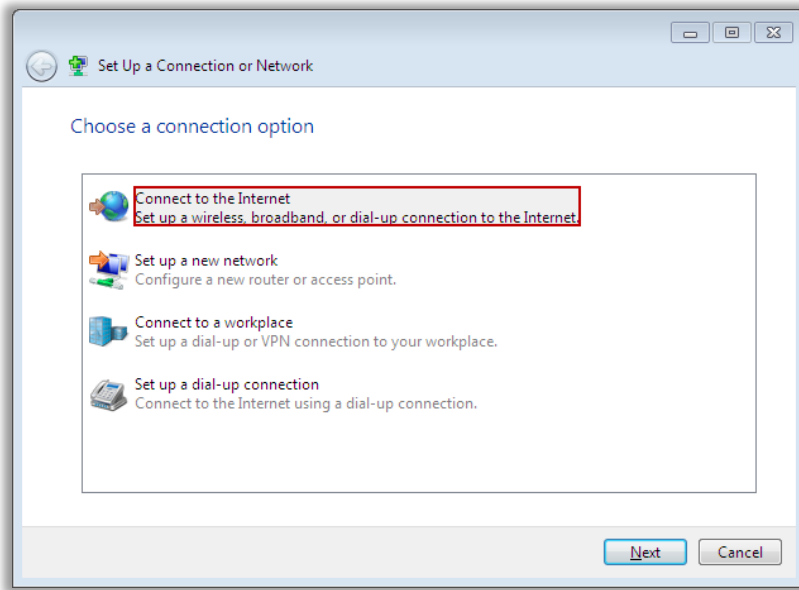 Set Up a Connection or Network
Choose a connection option
Connect to the Internet
Set up a wireless, broadband, or dial-up connection to the Internet.
Set up a new network
Configure a new router or access point.
Connect to a workplace
Set up a dial-up or VPN connection to your workplace.
Set up a dial-up connection
Connect to the Internet using a dial-up connection.
Next
Cancel